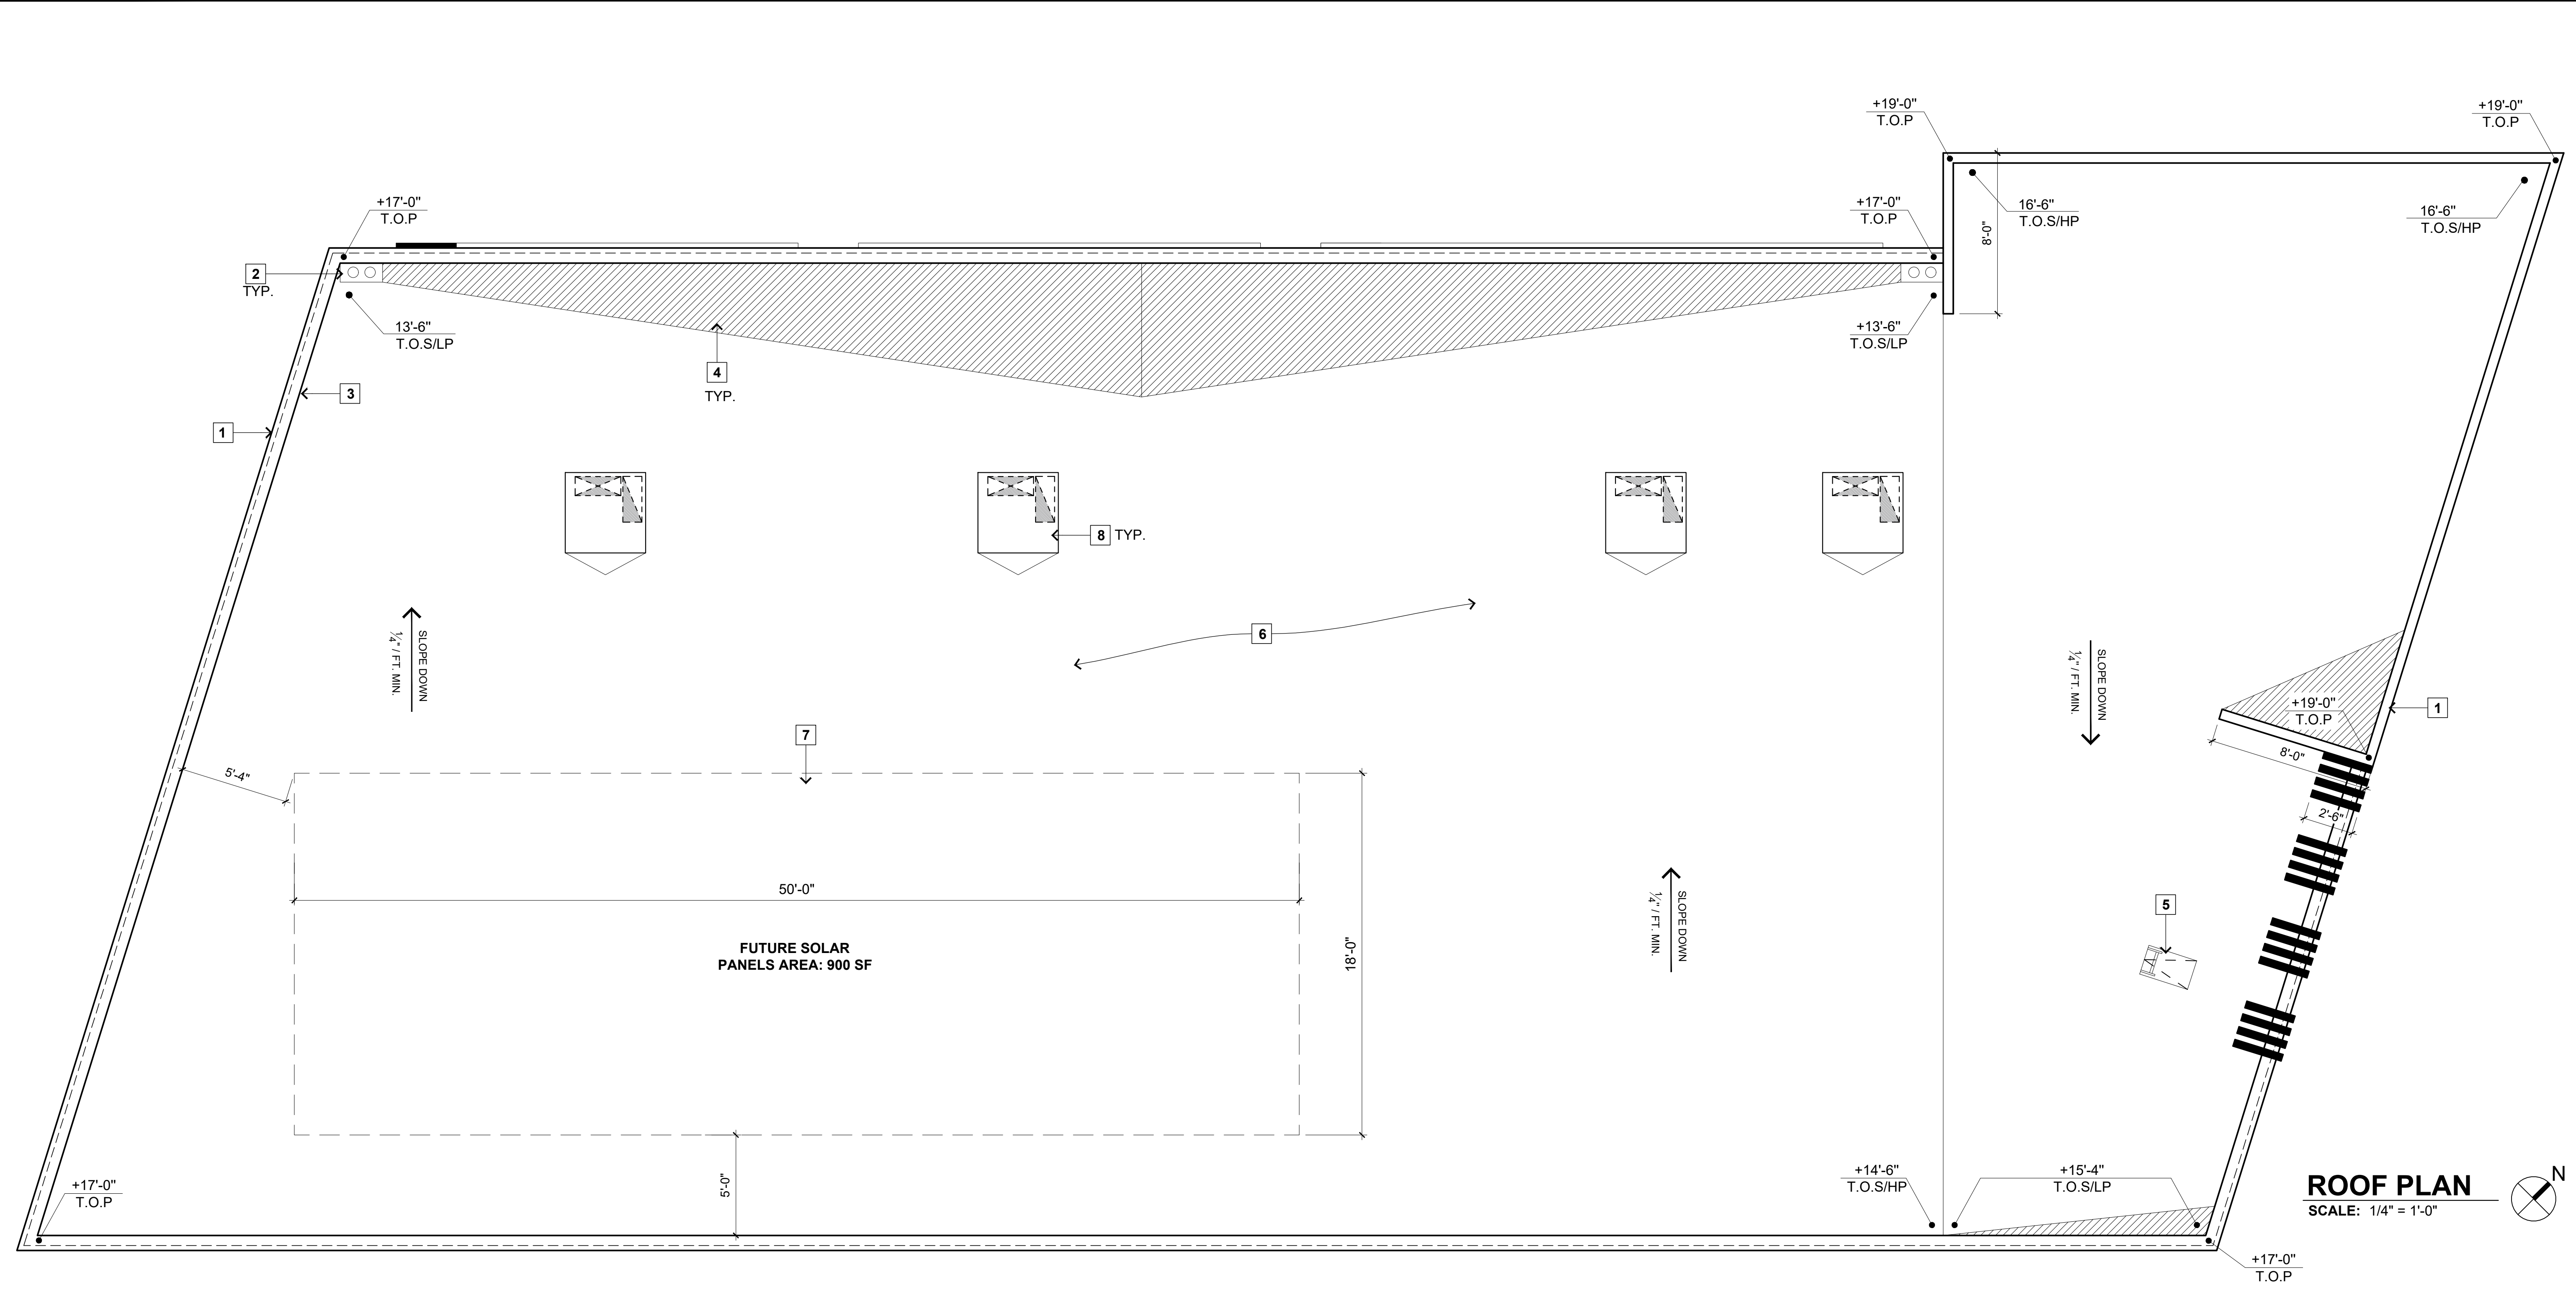 +19'-0"
T.O.P
+19'-0"
T.O.P
+17'-0"
T.O.P
+17'-0"
T.O.P
16'-6"
T.O.S/HP
16'-6"
T.O.S/HP
8'-0"
2
TYP.
13'-6"
T.O.S/LP
+13'-6"
T.O.S/LP
4
TYP.
3
1
8 TYP.
6
SLOPE DOWN
1/4" / FT. MIN.
SLOPE DOWN
1/4" / FT. MIN.
1
+19'-0"
T.O.P
8'-0"
7
5'-4"
2'-6"
50'-0"
5
SLOPE DOWN
1/4" / FT. MIN.
18'-0"
FUTURE SOLAR
PANELS AREA: 900 SF
5'-0"
+17'-0"
T.O.P
+14'-6"
T.O.S/HP
+15'-4"
T.O.S/LP
ROOF PLAN
SCALE: 1/4" = 1'-0"
N
+17'-0"
T.O.P